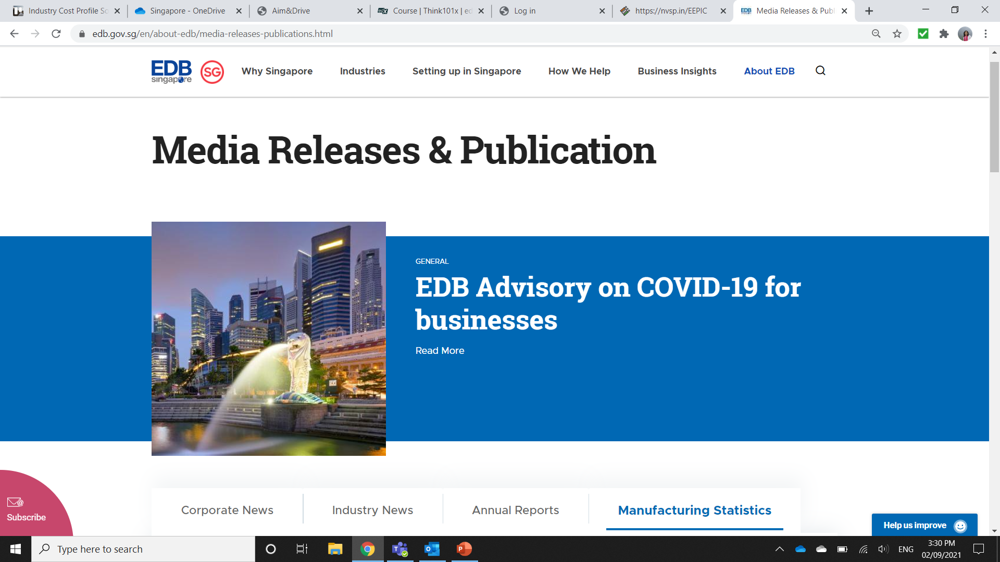 Industry Cost Profile So
Singapore - OneDrive
Aim&Drive
edX
Course | Think101x | ed
Log in
https://nvsp.in/EEPIC
EDB
Media Releases & Publ
edb.gov.sg/en/about-edb/media-releases-publications.html
EDB
singapore
SG
Why Singapore
Industries
Setting up in Singapore
How We Help
Business Insights
About EDB
Media Releases & Publication
GENERAL
EDB Advisory on COVID-19 for
businesses
Read More
Subscribe
Corporate News
Industry News
Annual Reports
Manufacturing Statistics
Help us improve
Type here to search
ENG
3:30 PM
02/09/2021